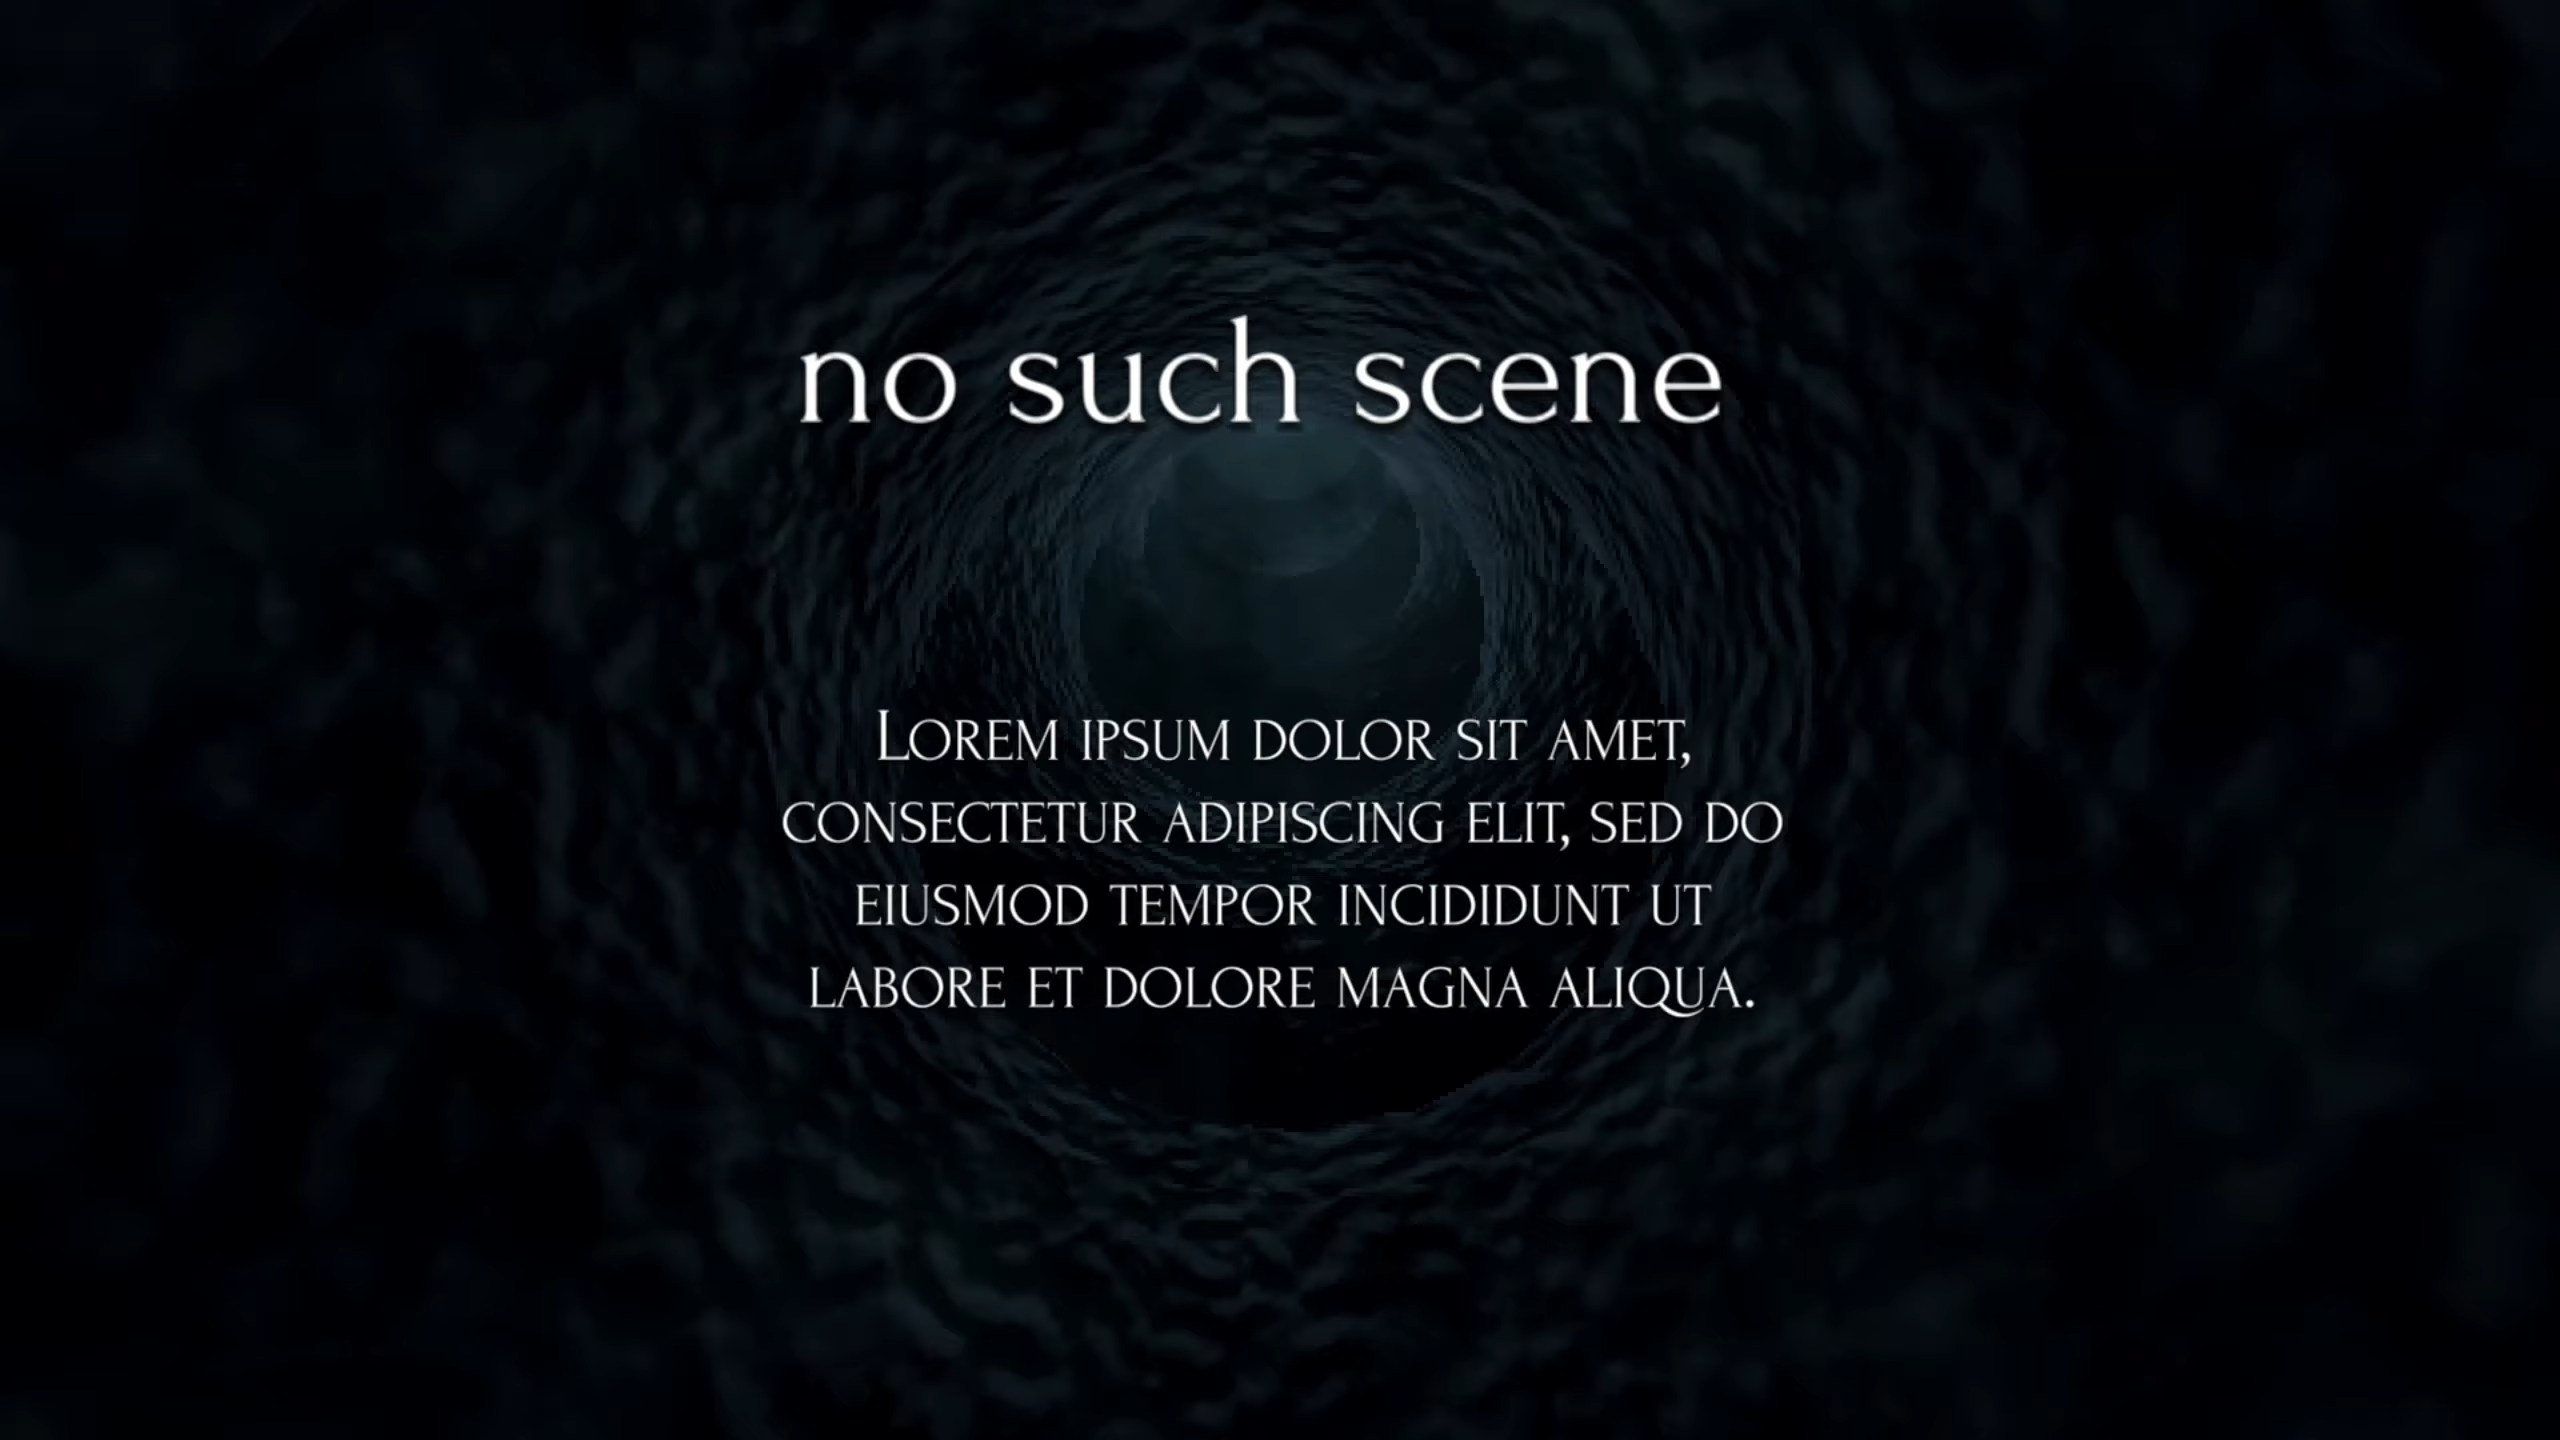 no such scene
Lorem ipsum dolor sit amet,
consectetur adipiscing elit, sed do
eiusmod tempor incididunt ut
labore et dolore magna aliqua.